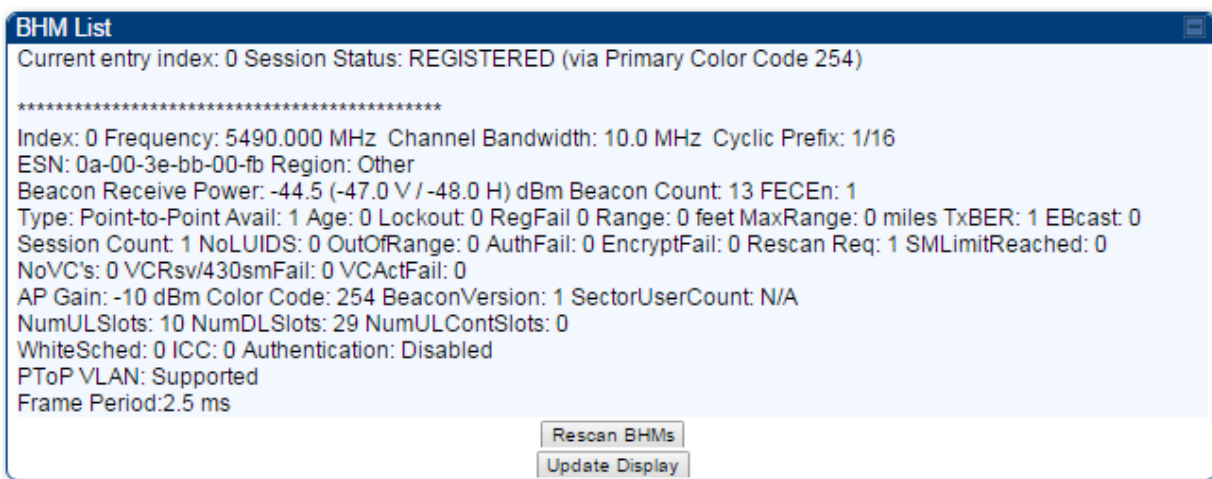 BHM List
Current entry index: 0 Session Status: REGISTERED (via Primary Color Code 254)
*********************************************
Index: 0 Frequency: 5490.000 MHz Channel Bandwidth: 10.0 MHz Cyclic Prefix: 1/16
ESN: 0a-00-3e-bb-00-fb Region: Other
Beacon Receive Power: -44.5 (-47.0 V / -48.0 H) dBm Beacon Count: 13 FECEn: 1
Type: Point-to-Point Avail: 1 Age: 0 Lockout: 0 RegFail 0 Range: 0 feet MaxRange: 0 miles TxBER: 1 EBcast: 0
Session Count: 1 NoLUIDS: 0 OutOfRange: 0 AuthFail: 0 EncryptFail: 0 Rescan Req: 1 SMLimitReached: 0
NoVC's: 0 VCRsv/430smFail: 0 VCActFail: 0
AP Gain: -10 dBm Color Code: 254 BeaconVersion: 1 SectorUserCount: N/A
NumULSlots: 10 NumDLSlots: 29 NumULContSlots: 0
WhiteSched: 0 ICC: 0 Authentication: Disabled
PToP VLAN: Supported
Frame Period:2.5 ms
Rescan BHMs
Update Display